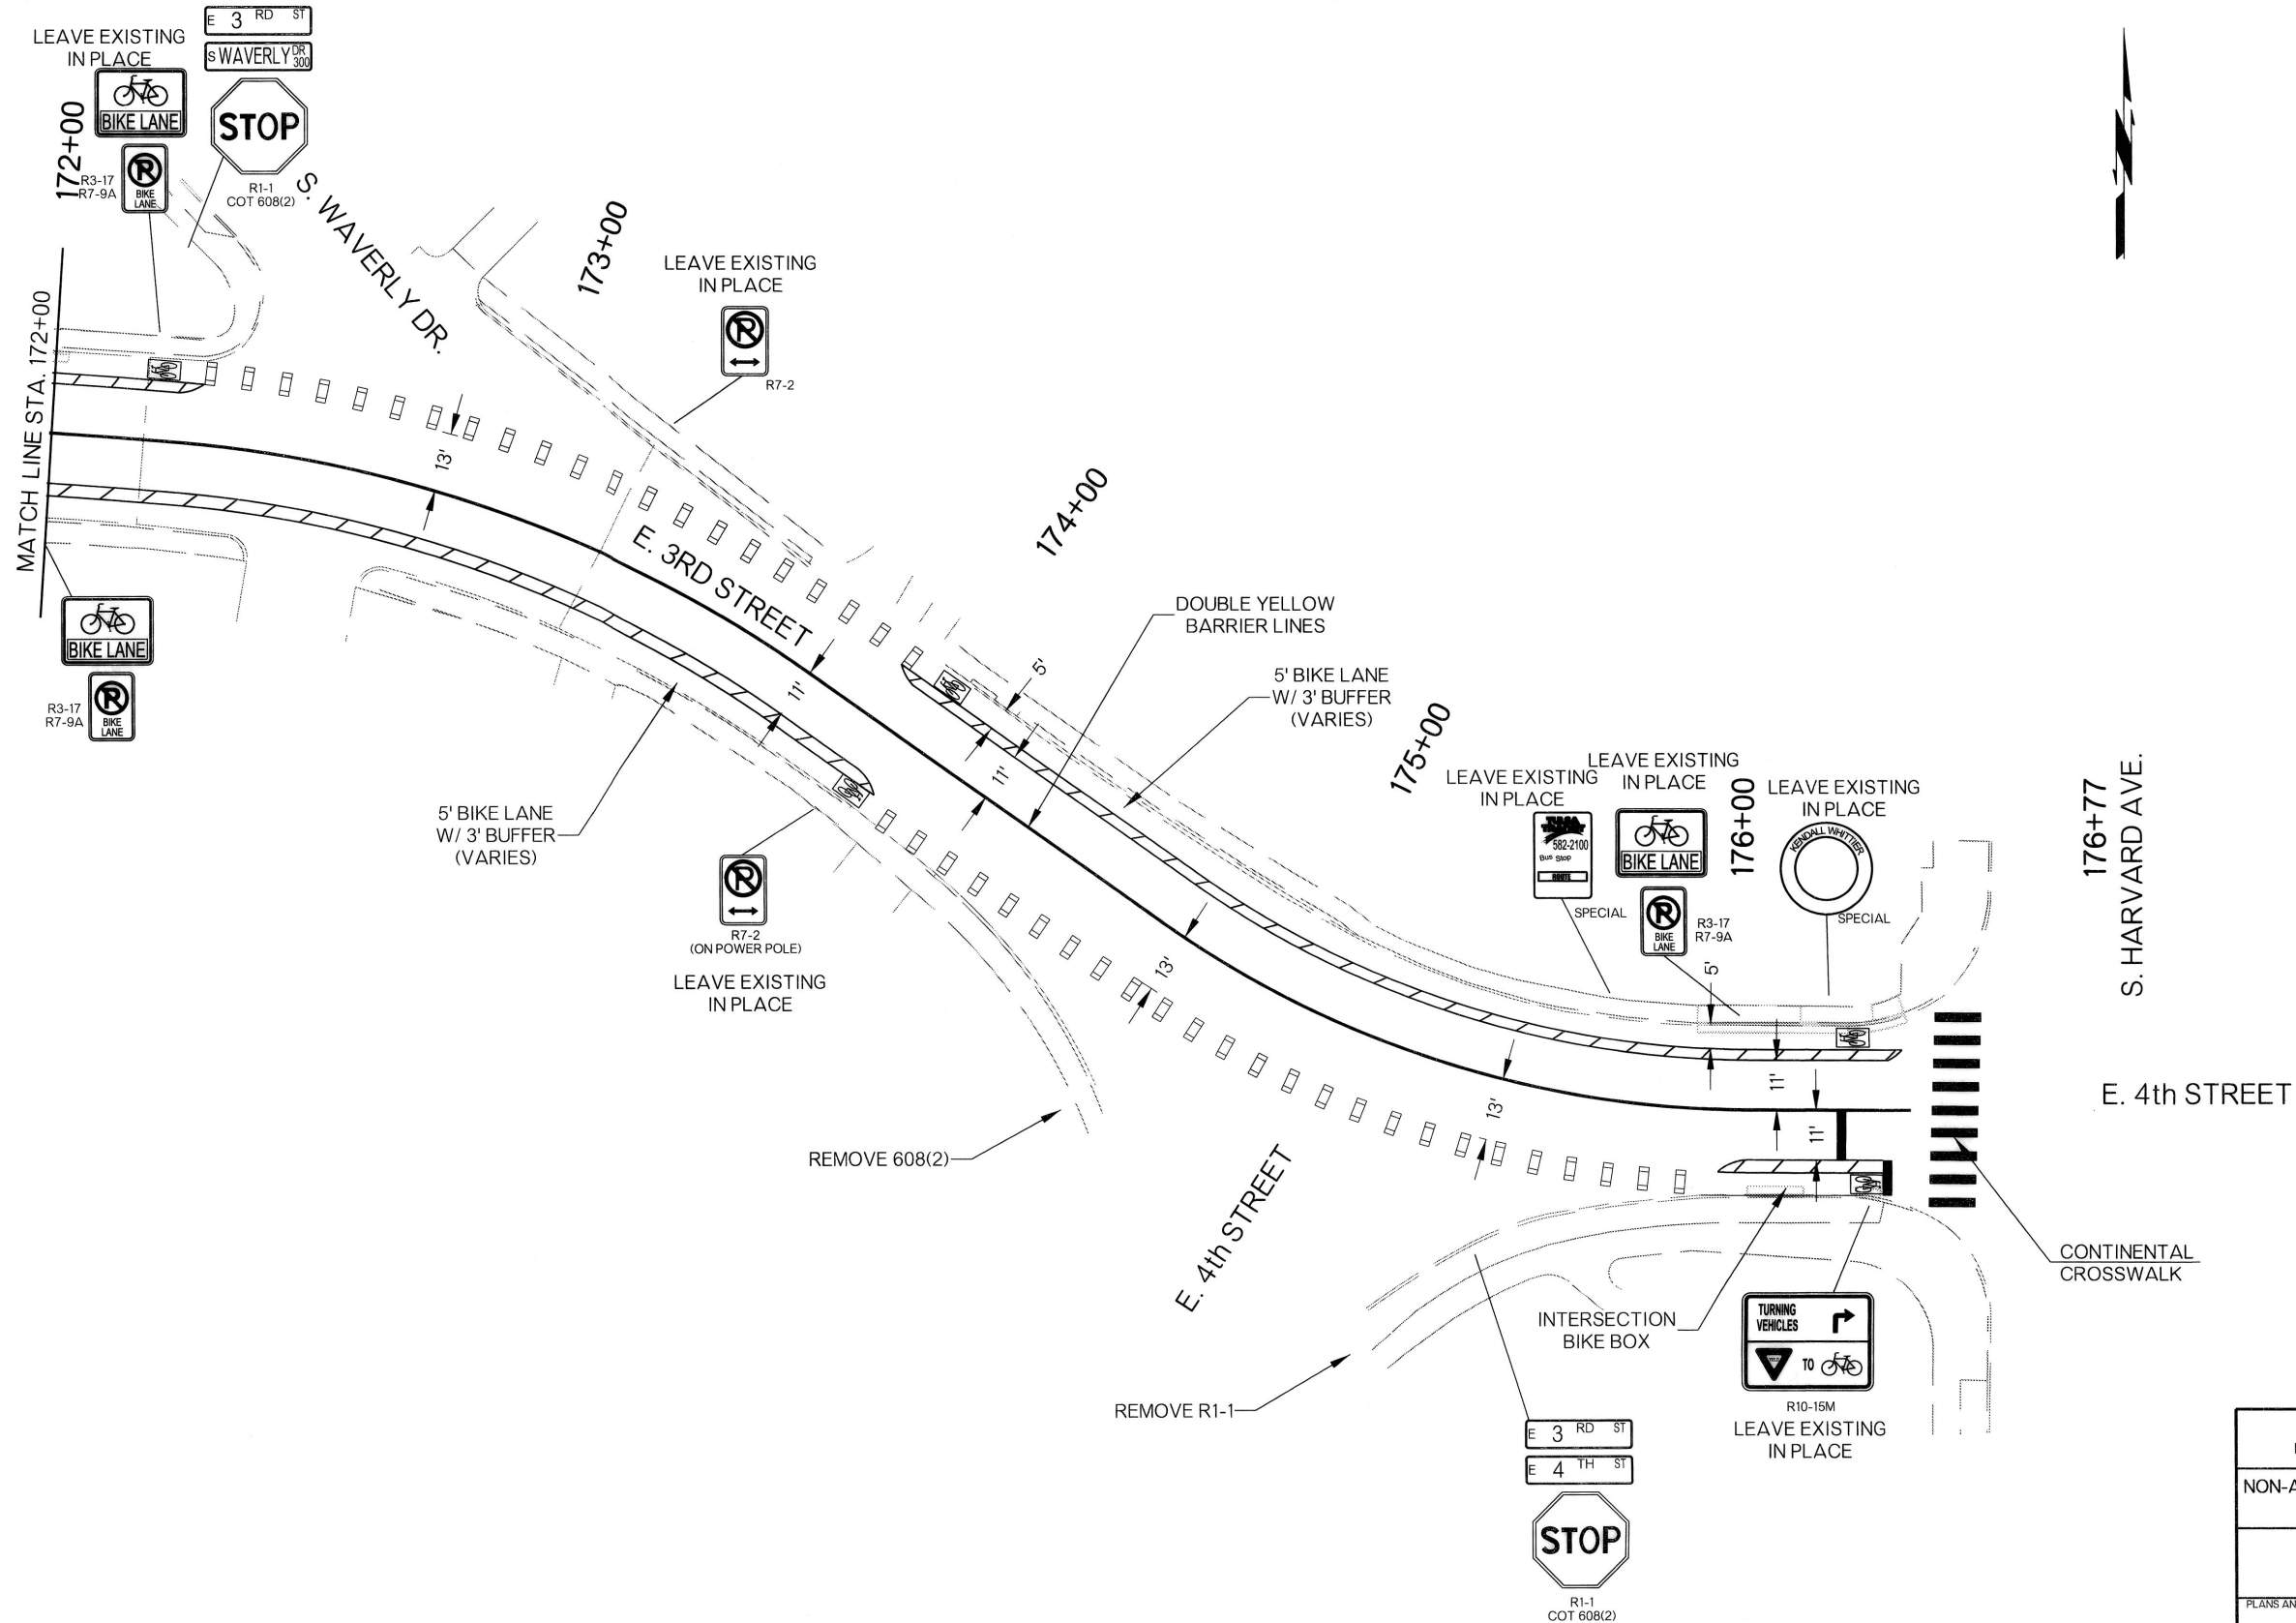 E 3 RD ST
S WAVERLY DR 300
LEAVE EXISTING
IN PLACE
BIKE LANE
STOP
172+00
R3-17
R7-9A
BIKE
LANE
R1-1
COT 608(2)
S. WAVERLY DR.
173+00
LEAVE EXISTING
IN PLACE
R7-2
MATCH LINE STA. 172+00
13'
E. 3RD STREET
174+00
BIKE LANE
R3-17
R7-9A
BIKE
LANE
DOUBLE YELLOW
BARRIER LINES
5'
11'
11'
5' BIKE LANE
W/ 3' BUFFER
(VARIES)
5' BIKE LANE
W/ 3' BUFFER
(VARIES)
175+00
R7-2
(ON POWER POLE)
LEAVE EXISTING
IN PLACE
LEAVE EXISTING
IN PLACE
TULSA
TRANSIT
582-2100
Bus Stop
ROUTE
SPECIAL
LEAVE EXISTING
IN PLACE
BIKE LANE
BIKE
LANE
R3-17
R7-9A
176+00
LEAVE EXISTING
IN PLACE
KENDALL WHITTIER
SPECIAL
176+77
S. HARVARD AVE.
13'
5'
11'
13'
11'
E. 4th STREET
REMOVE 608(2)
E. 4th STREET
CONTINENTAL
CROSSWALK
INTERSECTION
BIKE BOX
TURNING
VEHICLES
TO
R10-15M
LEAVE EXISTING
IN PLACE
REMOVE R1-1
E 3 RD ST
E 4 TH ST
STOP
R1-1
COT 608(2)
NON-A
PLANS AN